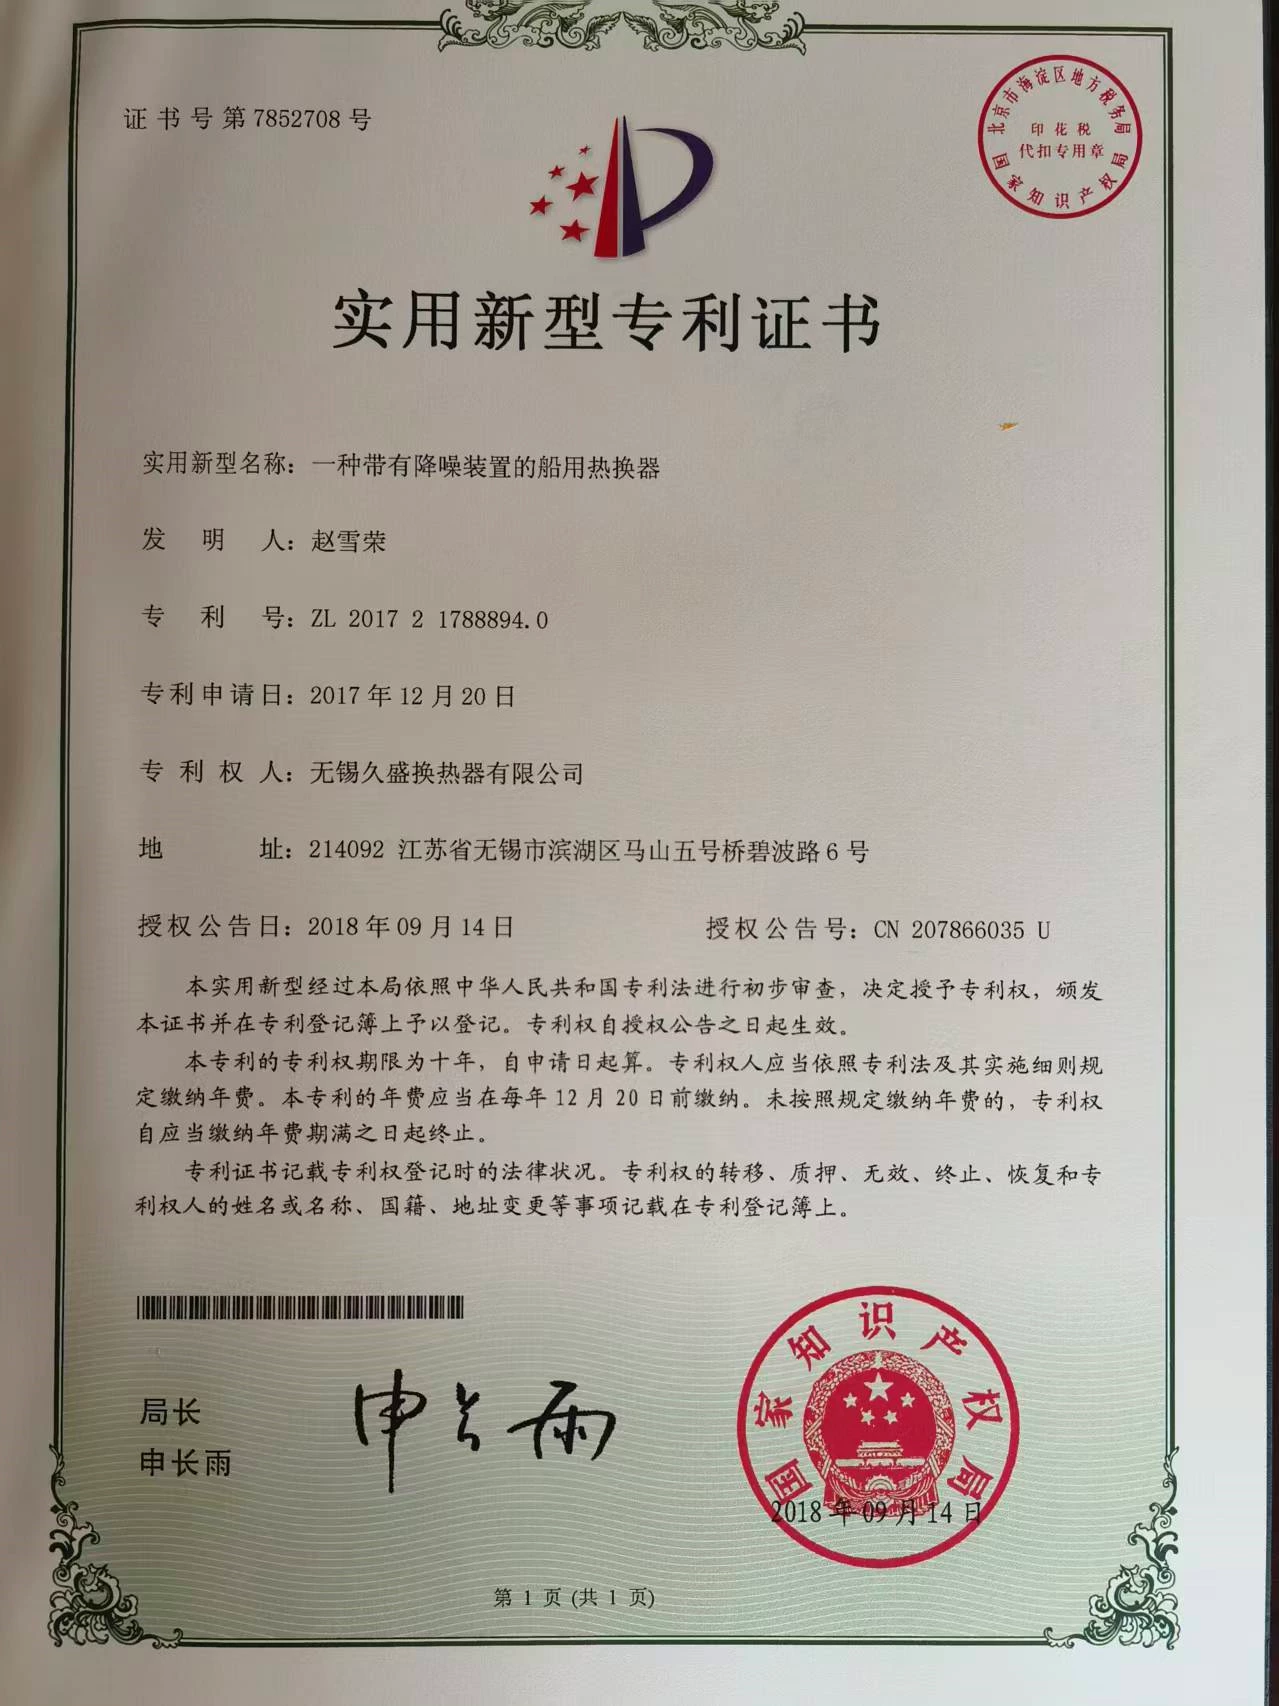 证书号第7852708号
北京市海淀区地方税务局
印花税
代扣专用章
国家知识产权局
实用新型专利证书
实用新型名称：一种带有降噪装置的船用热换器
发明人：赵雪荣
专利号：ZL 2017 2 1788894.0
专利申请日：2017年12月20日
专利权人：无锡久盛换热器有限公司
地址：214092 江苏省无锡市滨湖区马山五号桥碧波路6号
授权公告日：2018年09月14日 授权公告号：CN 207866035 U
本实用新型经过本局依照中华人民共和国专利法进行初步审查，决定授予专利权，颁发
本证书并在专利登记簿上予以登记。专利权自授权公告之日起生效。
本专利的专利权期限为十年，自申请日起算。专利权人应当依照专利法及其实施细则规
定缴纳年费。本专利的年费应当在每年12月20日前缴纳。未按照规定缴纳年费的，专利权
自应当缴纳年费期满之日起终止。
专利证书记载专利权登记时的法律状况。专利权的转移、质押、无效、终止、恢复和专
利权人的姓名或名称、国籍、地址变更等事项记载在专利登记簿上。
局长
申长雨
申长雨
国家知识产权局
2018年09月14日
第 1 页 (共 1 页)